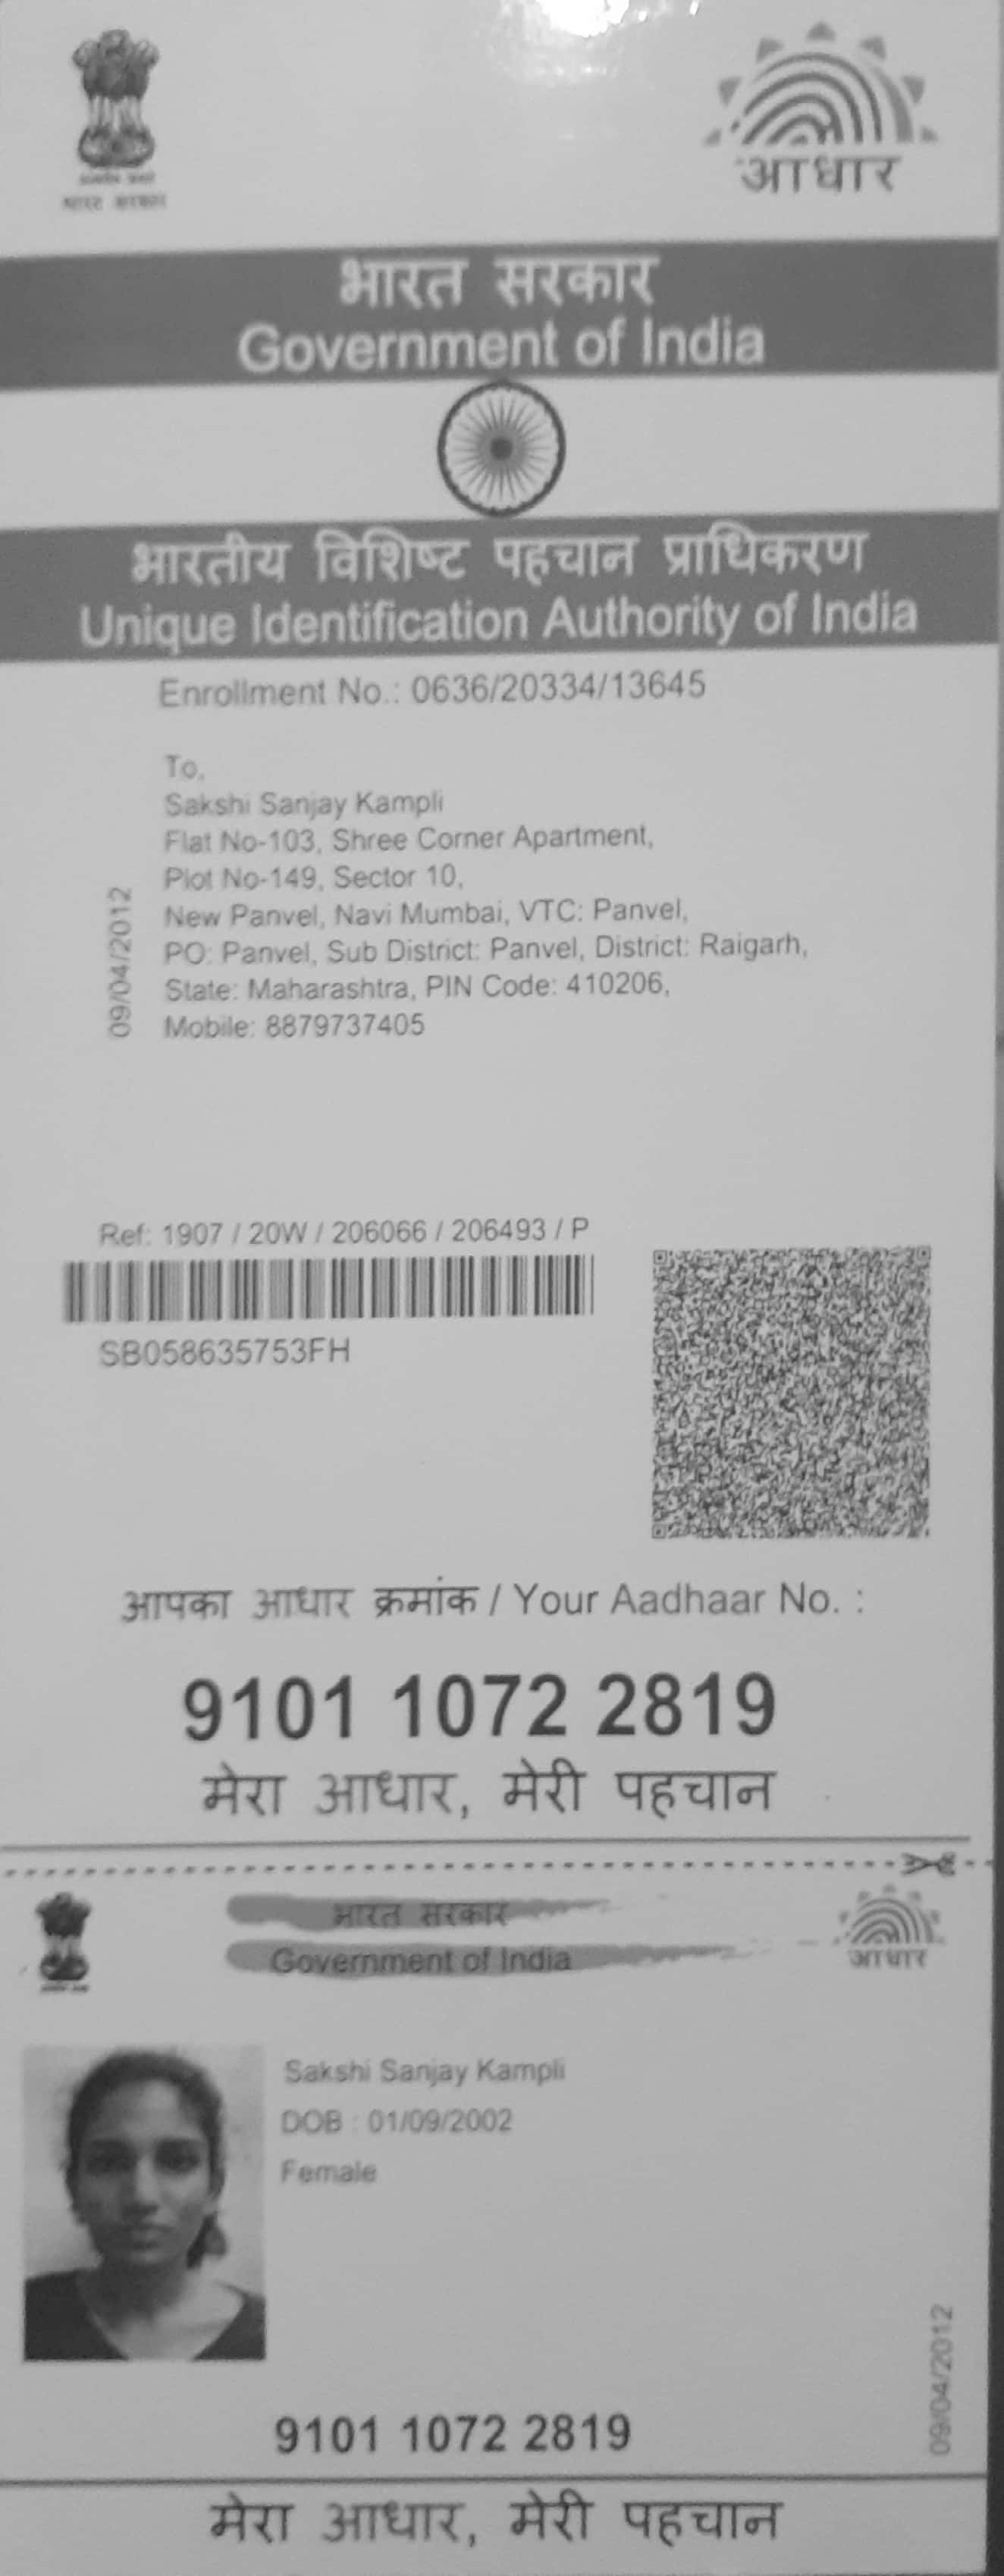 भारत सरकार
आधार
भारत सरकार
Government of India
भारतीय विशिष्ट पहचान प्राधिकरण
Unique Identification Authority of India
Enrollment No.: 0636/20334/13645
To,
Sakshi Sanjay Kampli
Flat No-103, Shree Corner Apartment,
Plot No-149, Sector 10,
New Panvel, Navi Mumbai, VTC: Panvel,
PO: Panvel, Sub District: Panvel, District: Raigarh,
State: Maharashtra, PIN Code: 410206,
Mobile: 8879737405
09/04/2012
Ref: 1907 / 20W / 206066 / 206493 / P
SB058635753FH
आपका आधार क्रमांक / Your Aadhaar No. :
9101 1072 2819
मेरा आधार, मेरी पहचान
भारत सरकार
Government of India
आधार
Sakshi Sanjay Kampli
DOB : 01/09/2002
Female
09/04/2012
9101 1072 2819
मेरा आधार, मेरी पहचान